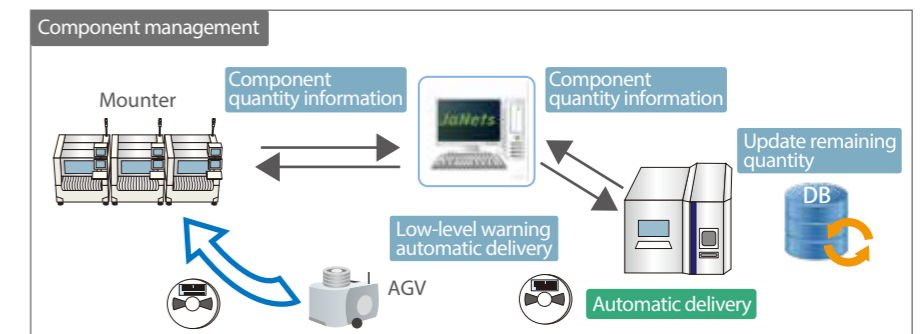 Component management
Mounter
Component
quantity information
JaNets
Component
quantity information
Update remaining
quantity
DB
Low-level warning
automatic delivery
AGV
Automatic delivery